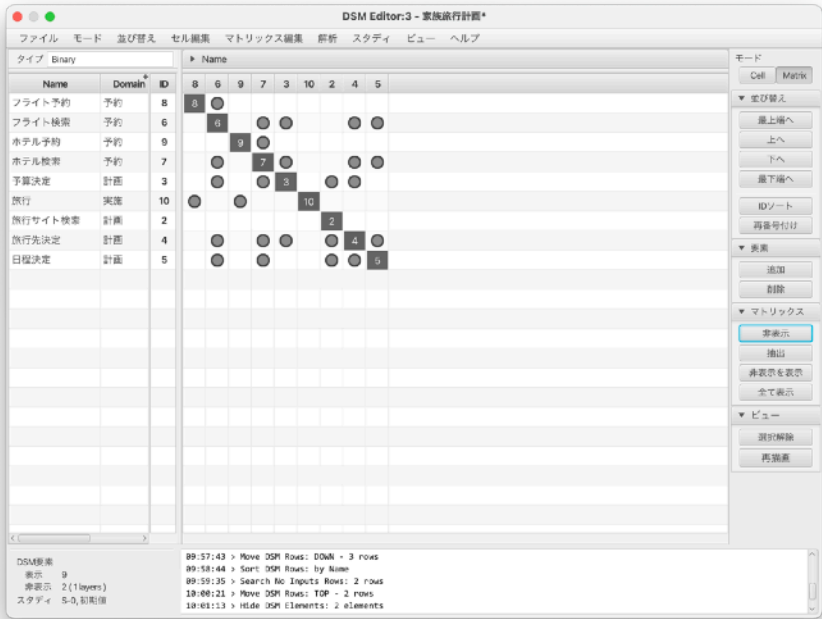 DSM Editor:3 - 家族旅行計画*
ファイル モード 並び替え セル編集 マトリックス編集 解析 スタディ ビュー ヘルプ
タイプ Binary
Name
モード
Cell Matrix
Name Domain ID 8 6 9 7 3 10 2 4 5
フライト予約 予約 8 8
フライト検索 予約 6 6
ホテル予約 予約 9 9
ホテル検索 予約 7 7
予算決定 計画 3 3
旅行 実施 10 10
旅行サイト検索 計画 2 2
旅行先決定 計画 4 4
日程決定 計画 5 5
並び替え
最上端へ
上へ
下へ
最下端へ
IDソート
再番号付け
要素
追加
削除
マトリックス
非表示
抽出
非表示を表示
全て表示
ビュー
選択解除
再描画
DSM要素
表示 9
非表示 2 ( 1layers )
スタディ S-0, 初期値
09:57:43 > Move DSM Rows: DOWN - 3 rows
09:58:44 > Sort DSM Rows: by Name
09:59:35 > Search No Inputs Rows: 2 rows
10:00:21 > Move DSM Rows: TOP - 2 rows
10:01:13 > Hide DSM Elements: 2 elements